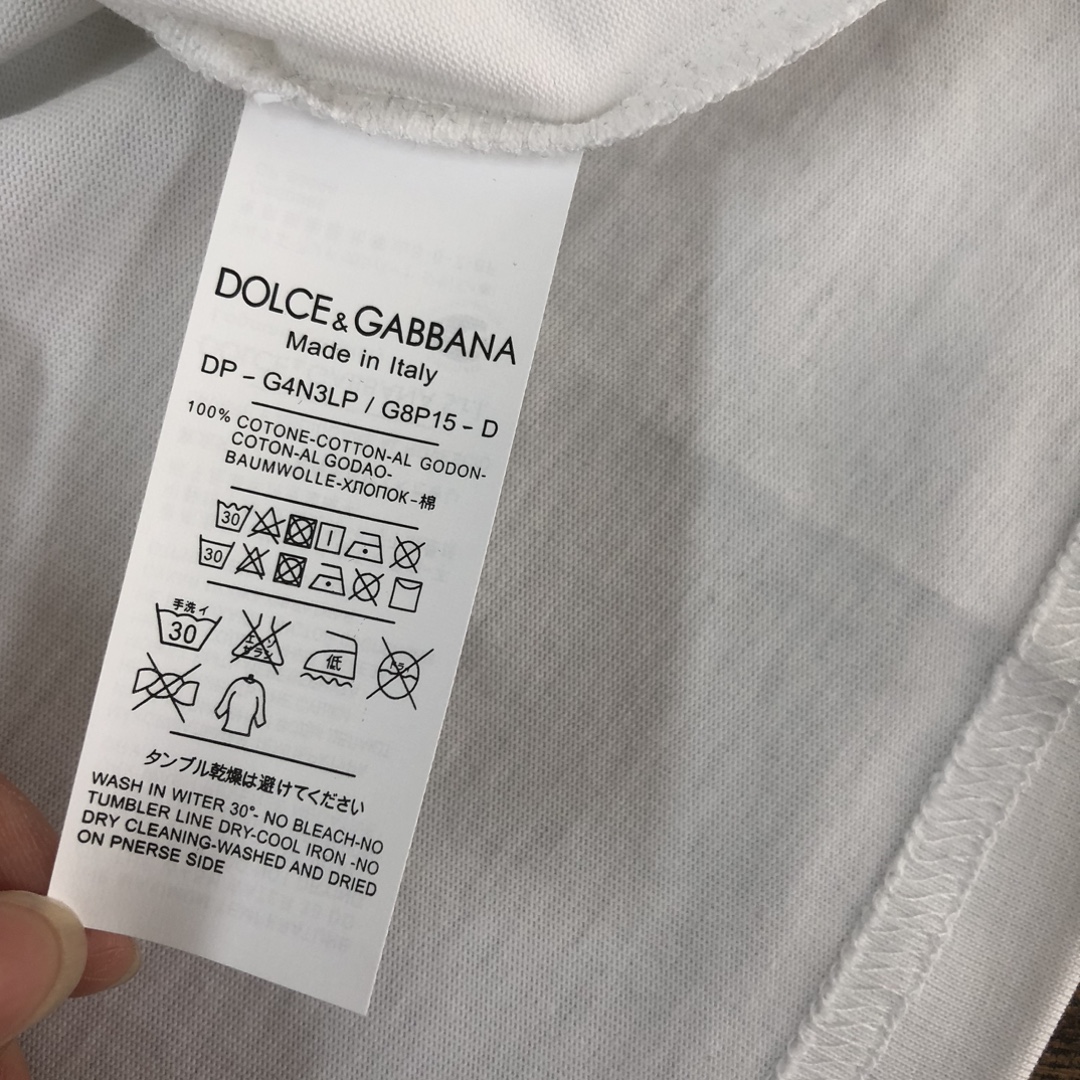 DOLCE&GABBANA
Made in Italy
DP - G4N3LP / G8P15 - D
100% COTONE-COTTON-AL GODON-
COTON-AL GODAO-
BAUMWOLLE-ХЛОПОК-棉
30
30
手洗イ
30
低
タンブル乾燥は避けてください
WASH IN WITER 30°- NO BLEACH-NO
TUMBLER LINE DRY-COOL IRON -NO
DRY CLEANING-WASHED AND DRIED
ON PNERSE SIDE